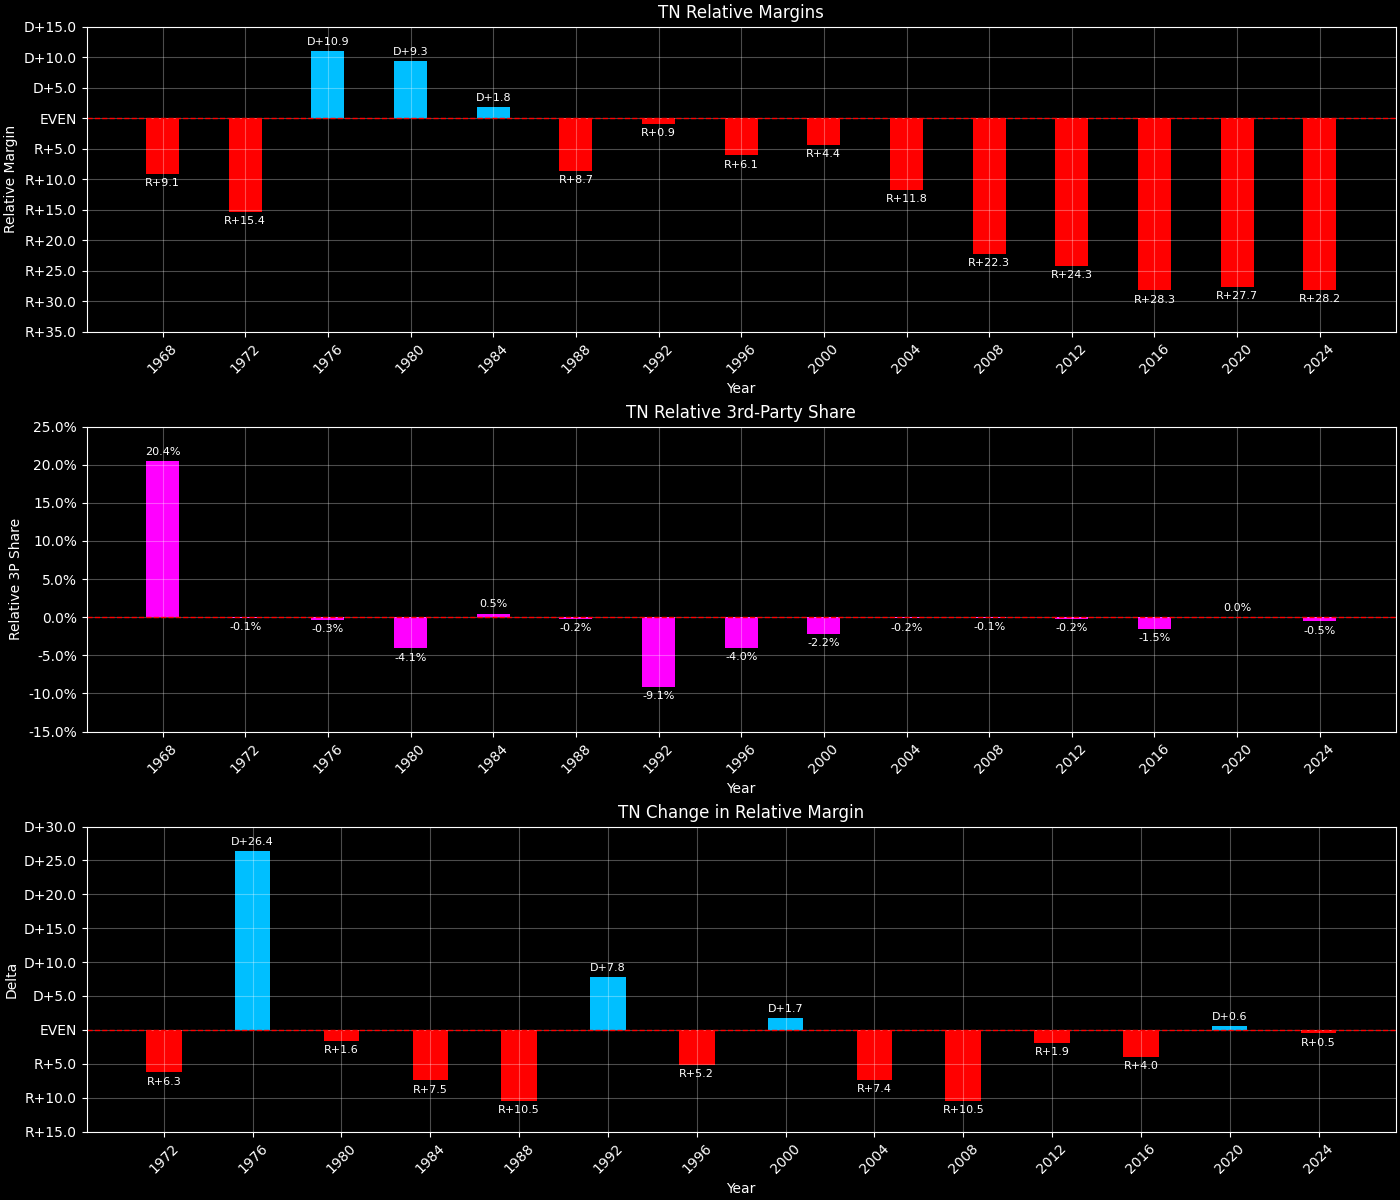 TN Relative Margins
Relative Margin
D+15.0
D+10.0
D+5.0
EVEN
R+5.0
R+10.0
R+15.0
R+20.0
R+25.0
R+30.0
R+35.0
R+9.1
R+15.4
D+10.9
D+9.3
D+1.8
R+8.7
R+0.9
R+6.1
R+4.4
R+11.8
R+22.3
R+24.3
R+28.3
R+27.7
R+28.2
1968
1972
1976
1980
1984
1988
1992
1996
2000
2004
2008
2012
2016
2020
2024
Year
TN Relative 3rd-Party Share
Relative 3P Share
25.0%
20.0%
15.0%
10.0%
5.0%
0.0%
-5.0%
-10.0%
-15.0%
20.4%
-0.1%
-0.3%
-4.1%
0.5%
-0.2%
-9.1%
-4.0%
-2.2%
-0.2%
-0.1%
-0.2%
-1.5%
0.0%
-0.5%
1968
1972
1976
1980
1984
1988
1992
1996
2000
2004
2008
2012
2016
2020
2024
Year
TN Change in Relative Margin
Delta
D+30.0
D+25.0
D+20.0
D+15.0
D+10.0
D+5.0
EVEN
R+5.0
R+10.0
R+15.0
R+6.3
D+26.4
R+1.6
R+7.5
R+10.5
D+7.8
R+5.2
D+1.7
R+7.4
R+10.5
R+1.9
R+4.0
D+0.6
R+0.5
1972
1976
1980
1984
1988
1992
1996
2000
2004
2008
2012
2016
2020
2024
Year